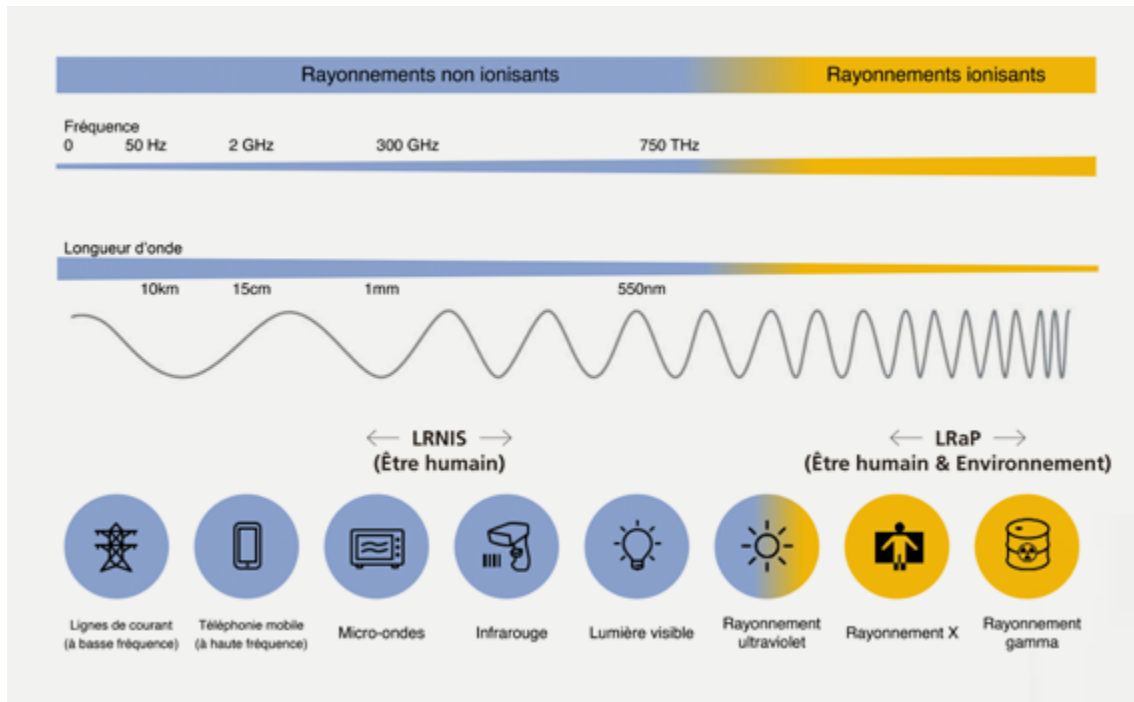 Rayonnements non ionisants
Rayonnements ionisants
Fréquence
0 50 Hz 2 GHz 300 GHz 750 THz
Longueur d'onde
10km 15cm 1mm 550nm
← LRNIS →
(Être humain)
← LRaP →
(Être humain & Environnement)
Lignes de courant
(à basse fréquence)
Téléphonie mobile
(à haute fréquence)
Micro-ondes
Infrarouge
Lumière visible
Rayonnement
ultraviolet
Rayonnement X
Rayonnement
gamma